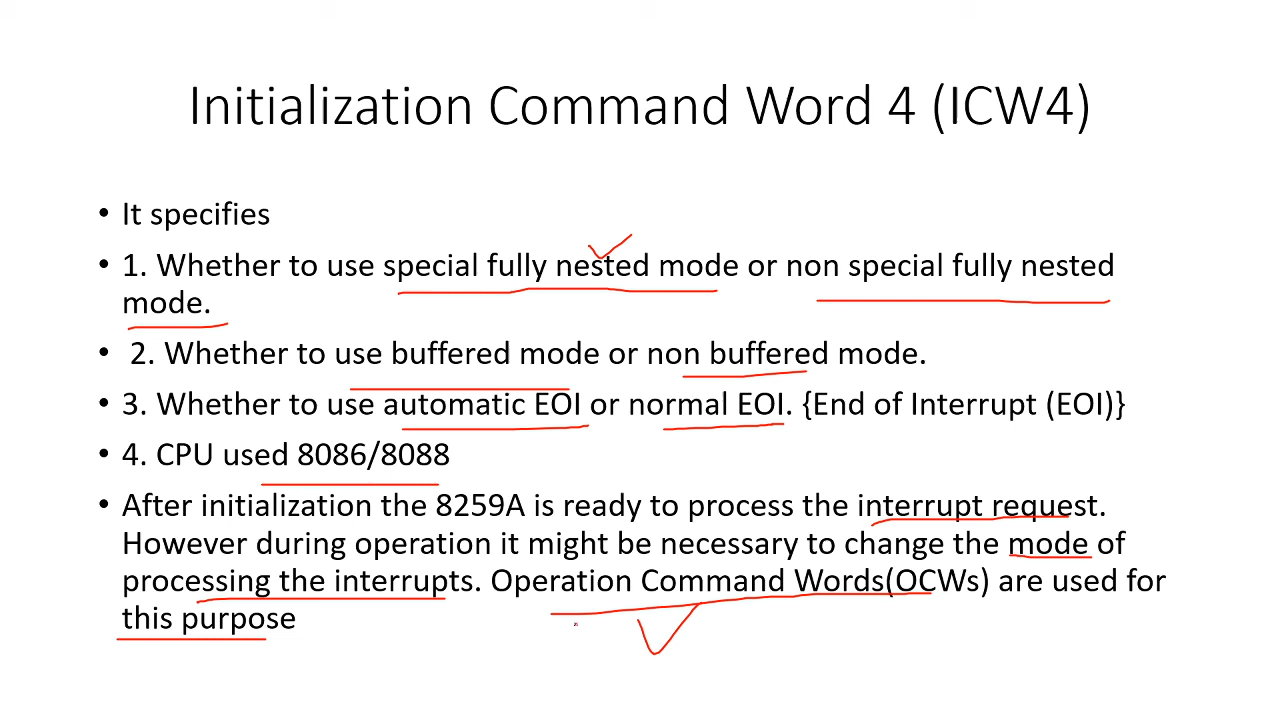 Initialization Command Word 4 (ICW4)
• It specifies
• 1. Whether to use special fully nested mode or non special fully nested
mode.
• 2. Whether to use buffered mode or non buffered mode.
• 3. Whether to use automatic EOI or normal EOI. {End of Interrupt (EOI)}
• 4. CPU used 8086/8088
• After initialization the 8259A is ready to process the interrupt request.
However during operation it might be necessary to change the mode of
processing the interrupts. Operation Command Words(OCWs) are used for
this purpose